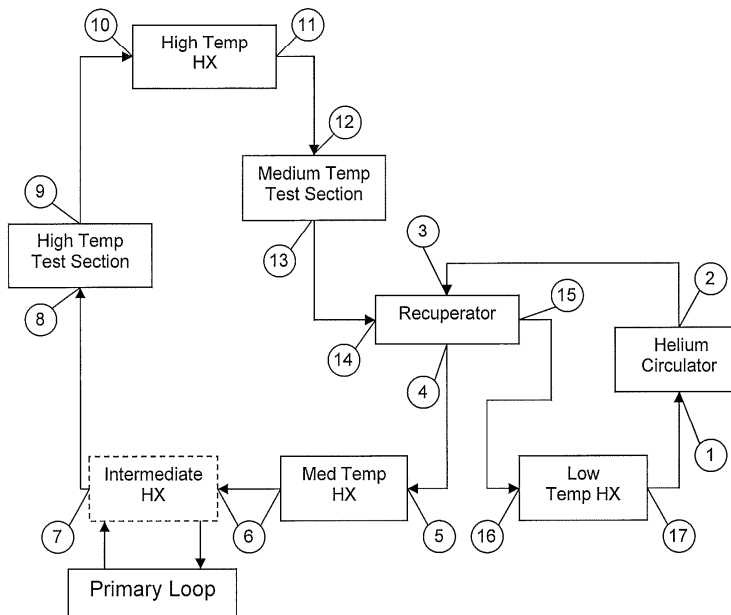 10
High Temp
HX
11
12
Medium Temp
Test Section
13
9
High Temp
Test Section
8
3
Recuperator
15
14
4
2
Helium
Circulator
1
Intermediate
HX
7
6
Med Temp
HX
5
Low
Temp HX
16
17
Primary Loop